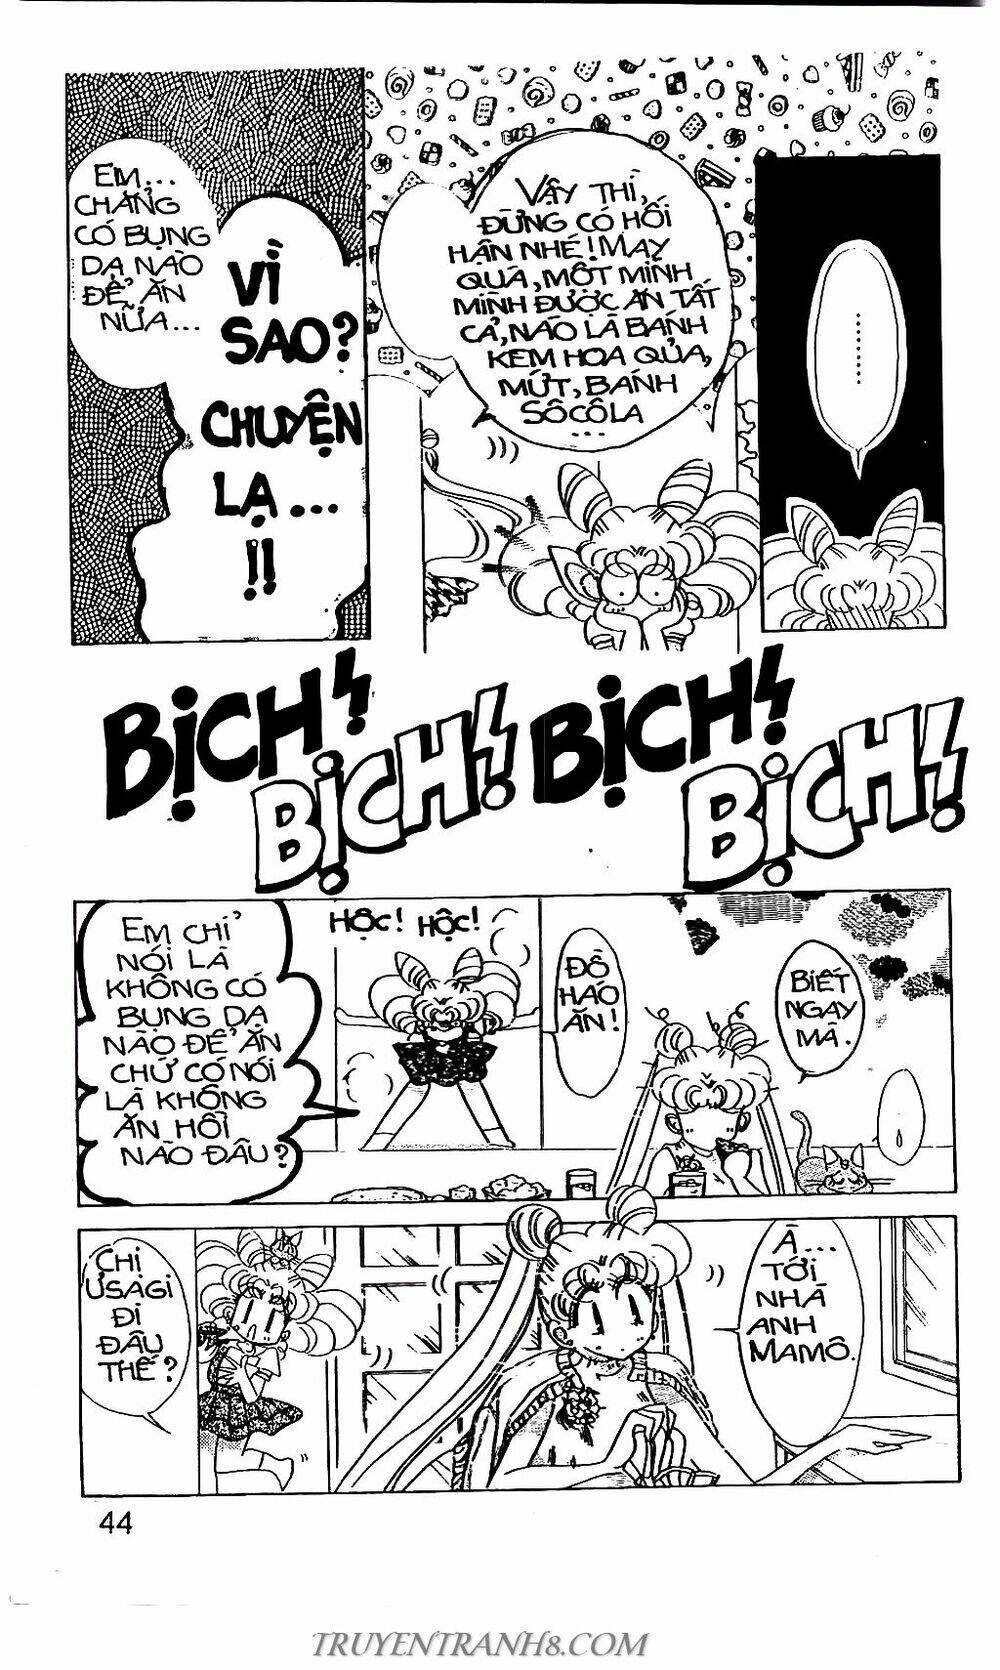 EM...
CHẲNG
CÓ BỤNG
DẠ NÀO
ĐỂ ĂN
NỮA...
VÌ
SAO?
CHUYỆN
LẠ...
!!
VẬY THÌ,
ĐỪNG CÓ HỐI
HẬN NHÉ! MAY
QUÁ, MỘT MÌNH
MÌNH ĐƯỢC ĂN TẤT
CẢ, NÀO LÀ BÁNH
KEM HOA QỦA,
MỨT, BÁNH
SÔCÔLA
...
.........
BỊCH!
BỊCH!
BỊCH!
BỊCH!
EM CHỈ
NÓI LÀ
KHÔNG CÓ
BỤNG DẠ
NÀO ĐỂ ĂN
CHỨ CÓ NÓI
LÀ KHÔNG
ĂN HỒI
NÀO ĐÂU?
HỘC! HỘC!
ĐỒ
HÁO
ĂN!
BIẾT
NGAY
MÀ.
CHỊ
USAGI
ĐI
ĐÂU
THẾ?
À...
TỚI
NHÀ
ANH
MAMÔ.
44
TRUYENTRANH8.COM